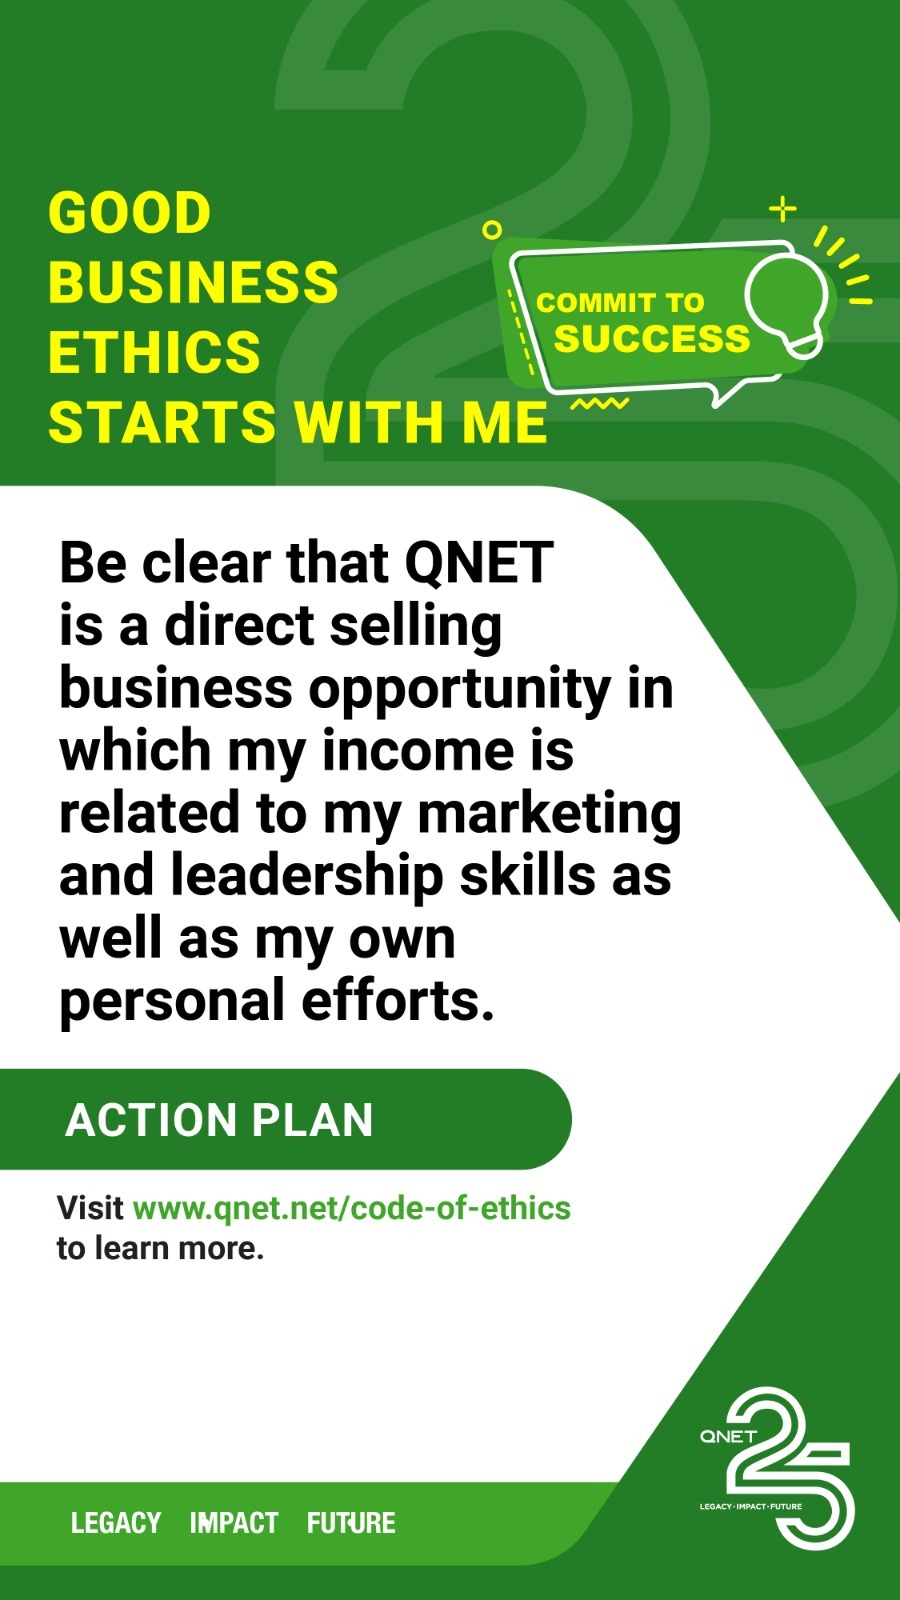 GOOD
BUSINESS
ETHICS
STARTS WITH ME
COMMIT TO
SUCCESS
Be clear that QNET
is a direct selling
business opportunity in
which my income is
related to my marketing
and leadership skills as
well as my own
personal efforts.
ACTION PLAN
Visit www.qnet.net/code-of-ethics
to learn more.
LEGACY IMPACT FUTURE
QNET 25
LEGACY · IMPACT · FUTURE